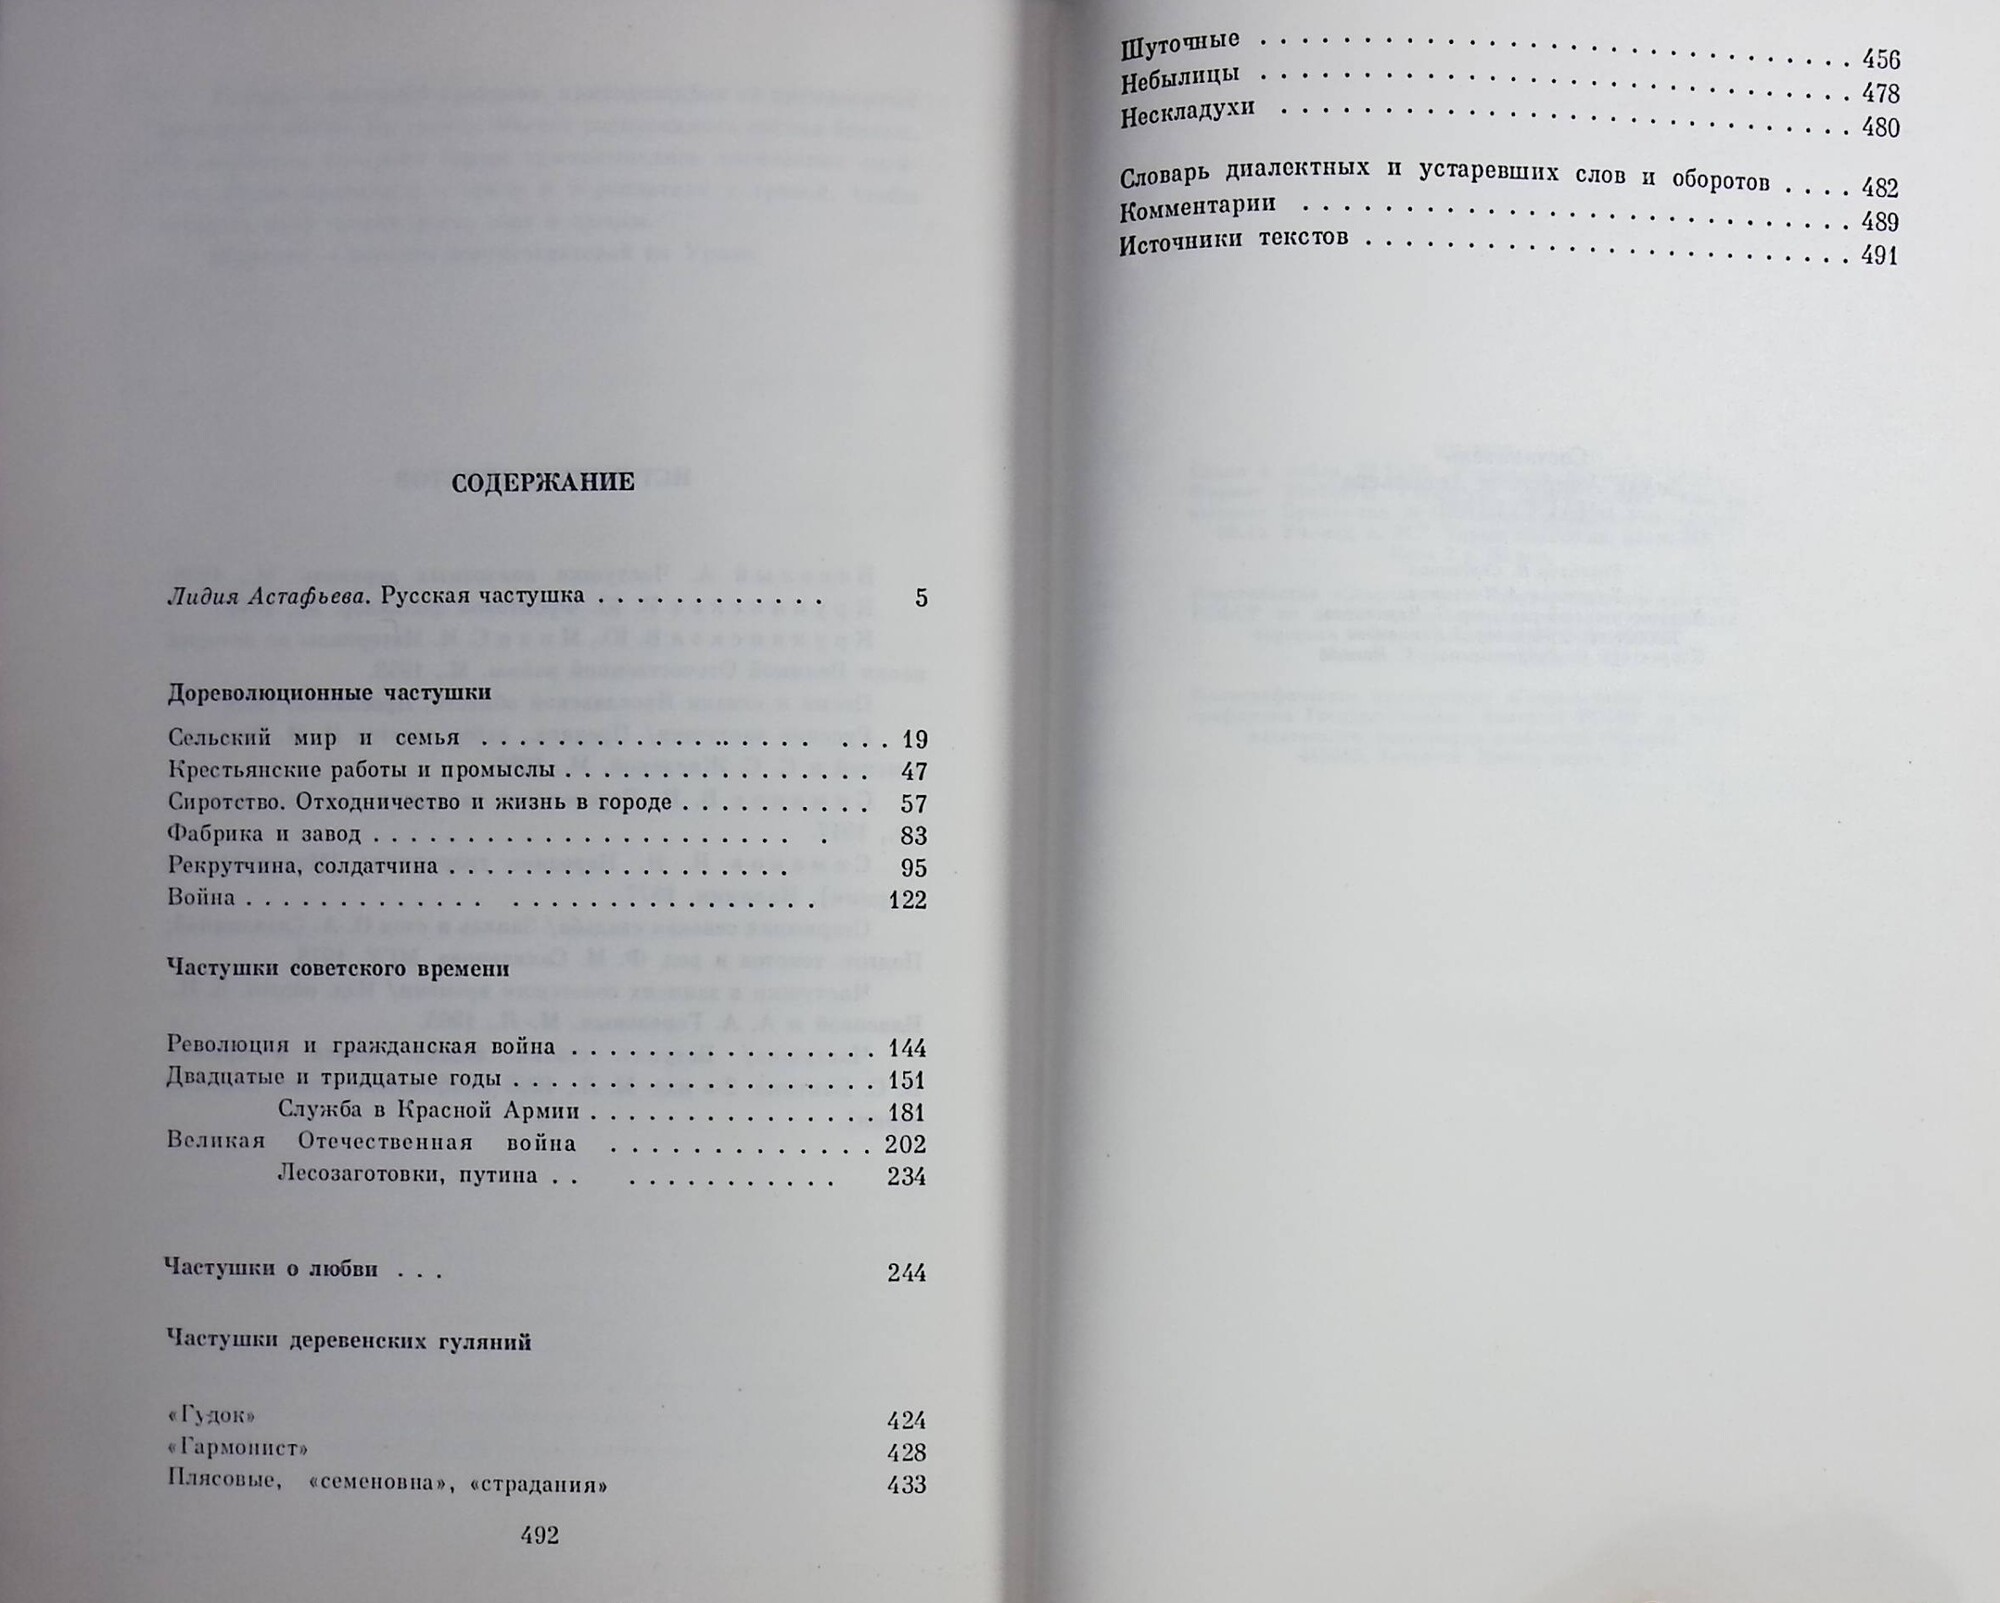 СОДЕРЖАНИЕ
Лидия Астафьева. Русская частушка . . . . . . . . . . . . 5
Дореволюционные частушки
Сельский мир и семья . . . . . . . . . . . . . . . . . . . . . 19
Крестьянские работы и промыслы . . . . . . . . . . . . . . . . 47
Сиротство. Отходничество и жизнь в городе . . . . . . . . . . 57
Фабрика и завод . . . . . . . . . . . . . . . . . . . . . . . 83
Рекрутчина, солдатчина . . . . . . . . . . . . . . . . . . 95
Война . . . . . . . . . . . . . . . . . . . . . . . . . . . . 122
Частушки советского времени
Революция и гражданская война . . . . . . . . . . . . . . . . 144
Двадцатые и тридцатые годы . . . . . . . . . . . . . . . . . . . 151
Служба в Красной Армии . . . . . . . . . . . . . . . 181
Великая Отечественная война . . . . . . . . . . . . . . 202
Лесозаготовки, путина . . . . . . . . . . . . . 234
Частушки о любви . . . 244
Частушки деревенских гуляний
«Гудок» 424
«Гармонист» 428
Плясовые, «семеновна», «страдания» 433
492
Шуточные . . . . . . . . . . . . . . . . . . . . . . . . . . . . . 456
Небылицы . . . . . . . . . . . . . . . . . . . . . . . . . . . . . 478
Нескладухи . . . . . . . . . . . . . . . . . . . . . . . . . . . . 480
Словарь диалектных и устаревших слов и оборотов . . . . 482
Комментарии . . . . . . . . . . . . . . . . . . . . . . . . . . . 489
Источники текстов . . . . . . . . . . . . . . . . . . . . . . . . 491